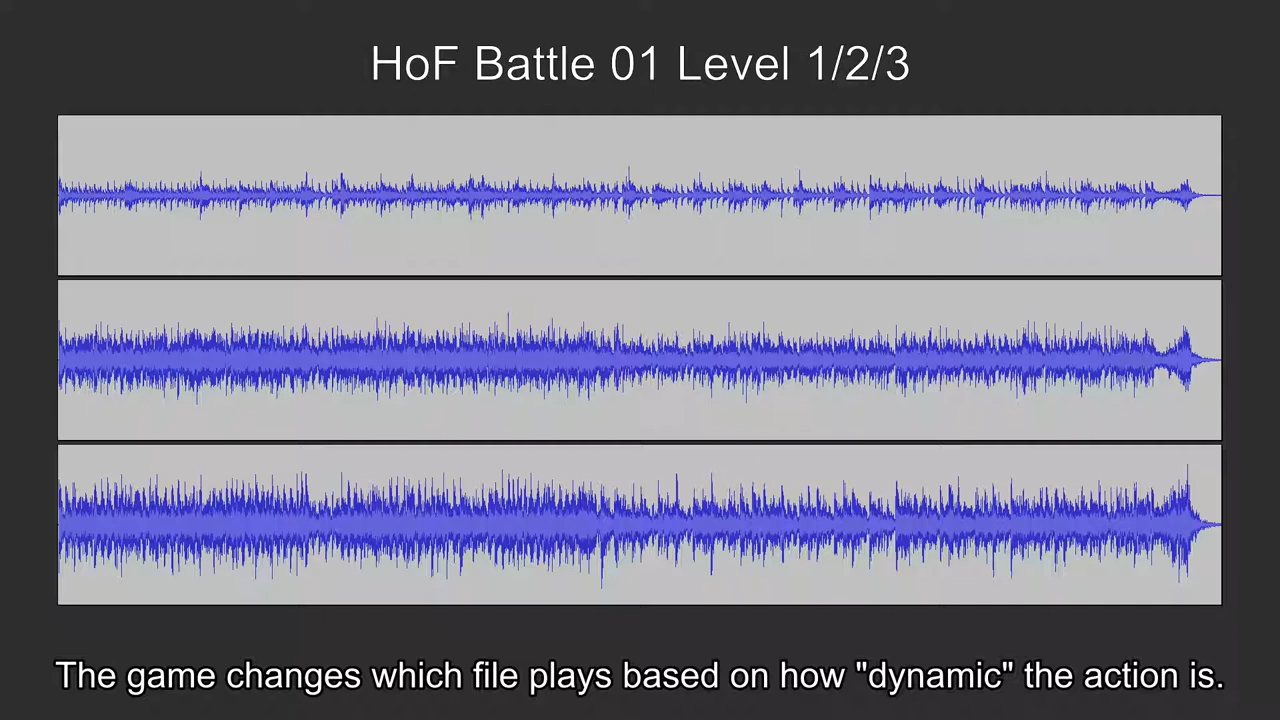 HoF Battle 01 Level 1/2/3
The game changes which file plays based on how "dynamic" the action is.